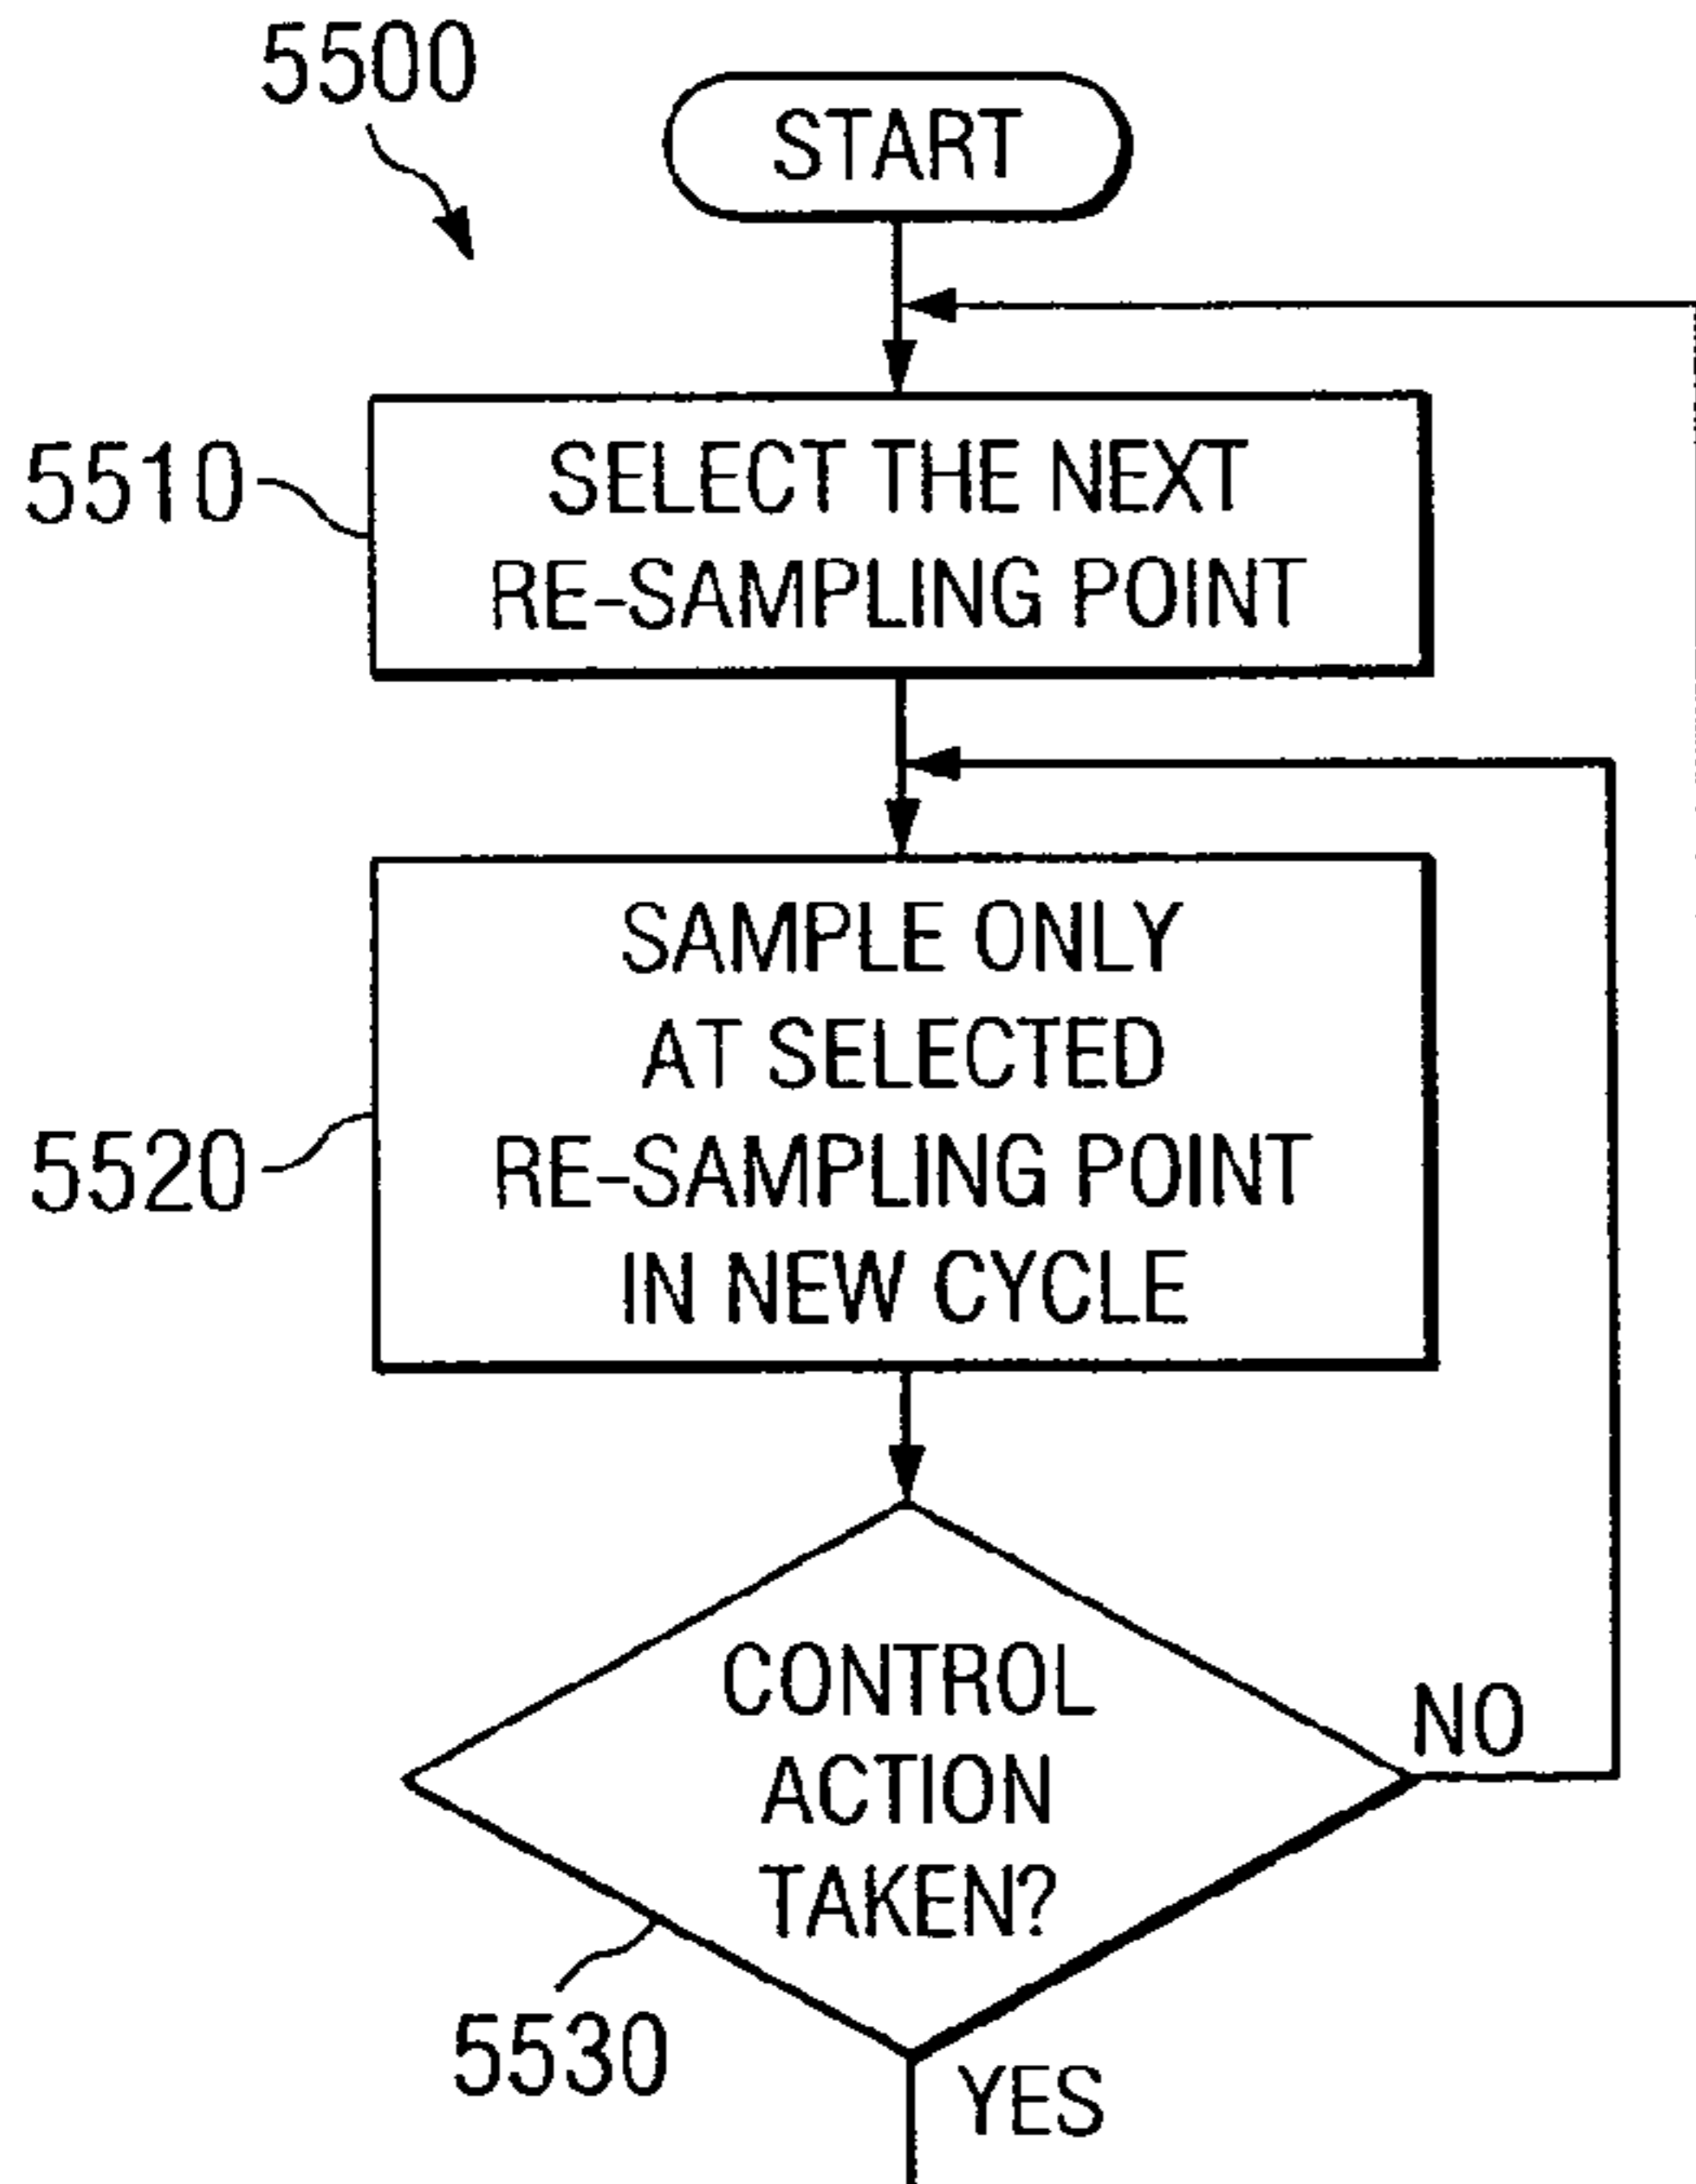 5500
START
5510
SELECT THE NEXT
RE-SAMPLING POINT
SAMPLE ONLY
AT SELECTED
5520
RE-SAMPLING POINT
IN NEW CYCLE
CONTROL
ACTION
TAKEN?
NO
5530
YES